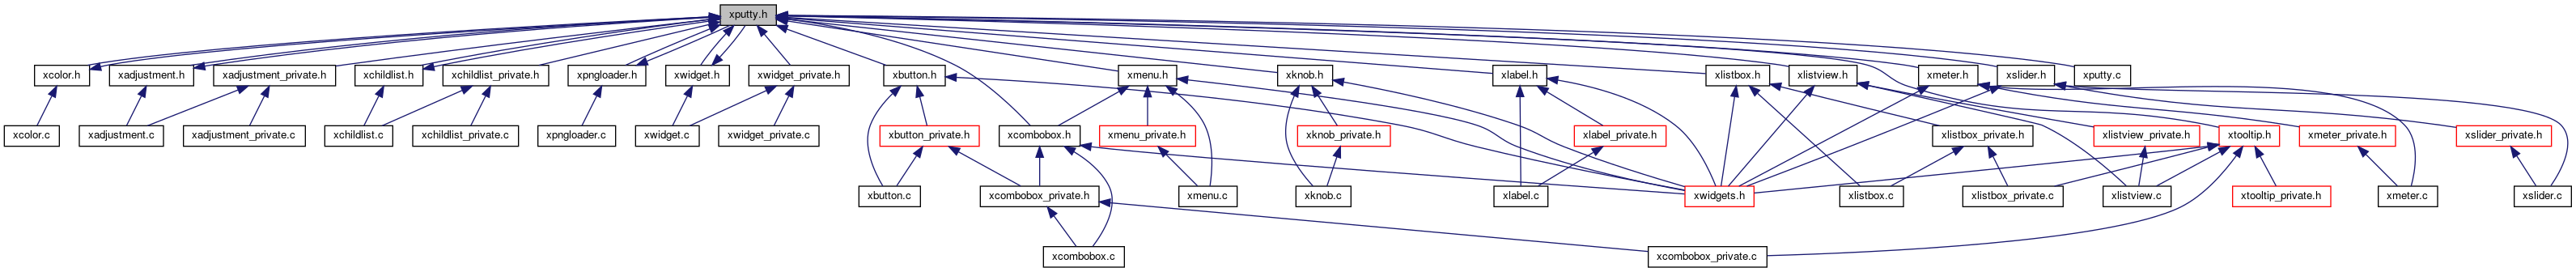 xputty.h
xcolor.h
xadjustment.h
xadjustment_private.h
xchildlist.h
xchildlist_private.h
xpngloader.h
xwidget.h
xwidget_private.h
xbutton.h
xmenu.h
xknob.h
xlabel.h
xlistbox.h
xlistview.h
xmeter.h
xslider.h
xputty.c
xcolor.c
xadjustment.c
xadjustment_private.c
xchildlist.c
xchildlist_private.c
xpngloader.c
xwidget.c
xwidget_private.c
xbutton_private.h
xcombobox.h
xmenu_private.h
xknob_private.h
xlabel_private.h
xlistbox_private.h
xlistview_private.h
xtooltip.h
xmeter_private.h
xslider_private.h
xbutton.c
xcombobox_private.h
xmenu.c
xknob.c
xlabel.c
xwidgets.h
xlistbox.c
xlistbox_private.c
xlistview.c
xtooltip_private.h
xmeter.c
xslider.c
xcombobox.c
xcombobox_private.c